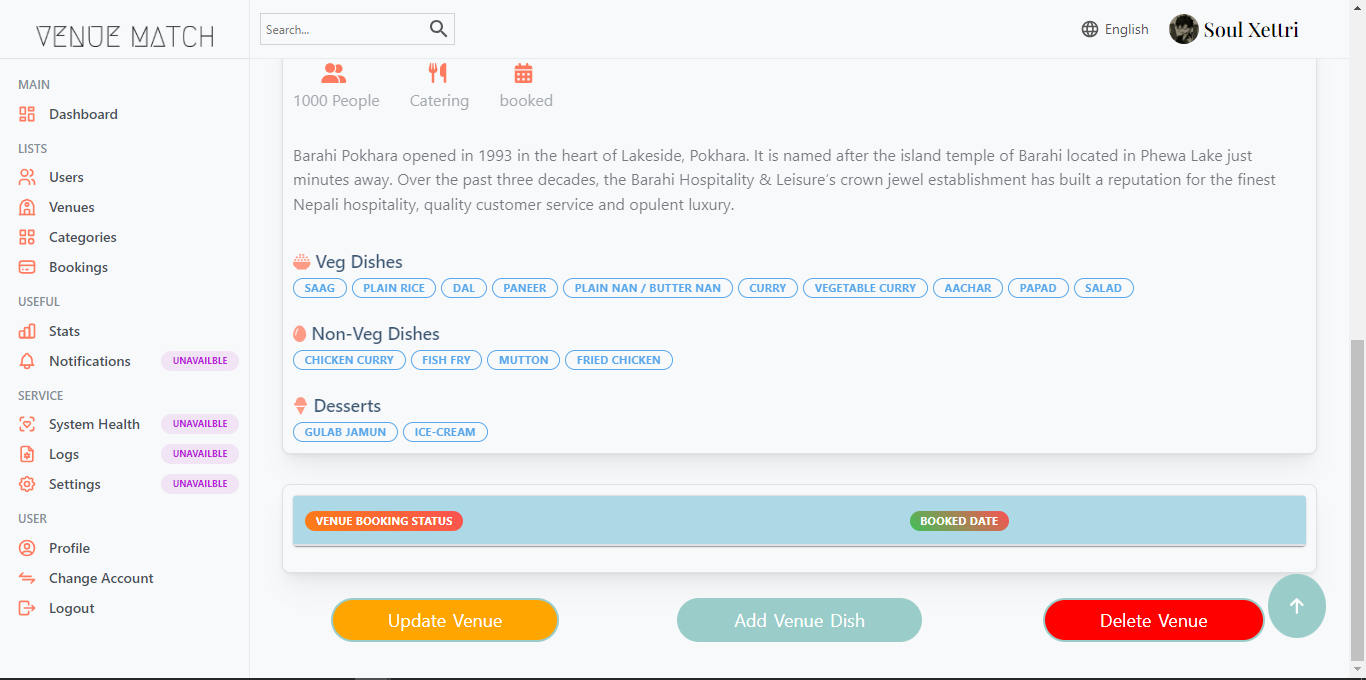 VENUE MATCH
Search...
English
Soul Xettri
MAIN
Dashboard
LISTS
Users
Venues
Categories
Bookings
USEFUL
Stats
Notifications UNAVAILBLE
SERVICE
System Health UNAVAILBLE
Logs UNAVAILBLE
Settings UNAVAILBLE
USER
Profile
Change Account
Logout
1000 People Catering booked
Barahi Pokhara opened in 1993 in the heart of Lakeside, Pokhara. It is named after the island temple of Barahi located in Phewa Lake just
minutes away. Over the past three decades, the Barahi Hospitality & Leisure's crown jewel establishment has built a reputation for the finest
Nepali hospitality, quality customer service and opulent luxury.
Veg Dishes
SAAG PLAIN RICE DAL PANEER PLAIN NAN / BUTTER NAN CURRY VEGETABLE CURRY AACHAR PAPAD SALAD
Non-Veg Dishes
CHICKEN CURRY FISH FRY MUTTON FRIED CHICKEN
Desserts
GULAB JAMUN ICE-CREAM
VENUE BOOKING STATUS BOOKED DATE
Update Venue Add Venue Dish Delete Venue